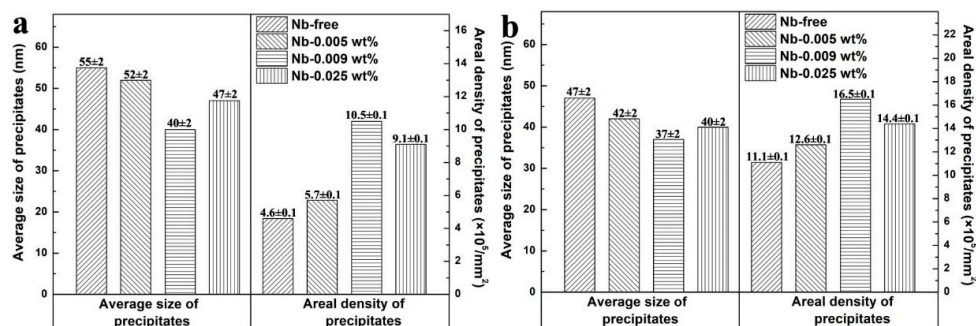 a
Nb-free
Nb-0.005 wt%
Nb-0.009 wt%
Nb-0.025 wt%
Average size of precipitates (nm)
60
50
40
30
20
10
0
55±2
52±2
40±2
47±2
4.6±0.1
5.7±0.1
10.5±0.1
9.1±0.1
16
14
12
10
8
6
4
2
0
Areal density of precipitates (×10⁵/mm²)
Average size of
precipitates
Areal density of
precipitates
b
Nb-free
Nb-0.005 wt%
Nb-0.009 wt%
Nb-0.025 wt%
Average size of precipitates (nm)
60
50
40
30
20
10
0
47±2
42±2
37±2
40±2
11.1±0.1
12.6±0.1
16.5±0.1
14.4±0.1
22
20
18
16
14
12
10
8
6
4
2
0
Areal density of precipitates (×10⁵/mm²)
Average size of
precipitates
Areal density of
precipitates